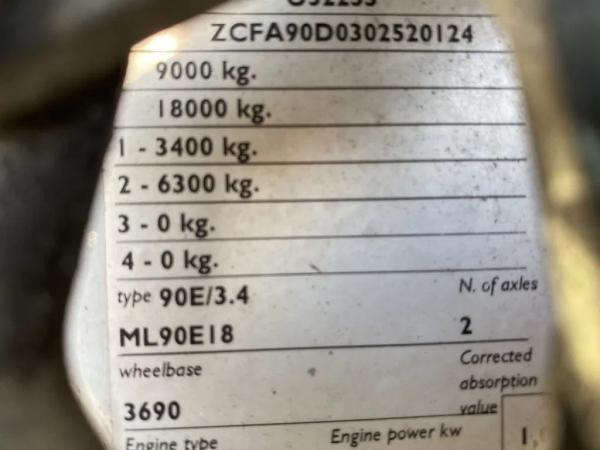 ZCFA90D0302520124
9000 kg.
18000 kg.
1 - 3400 kg.
2 - 6300 kg.
3 - 0 kg.
4 - 0 kg.
type 90E/3.4 N. of axles
ML90E18 2
wheelbase Corrected
absorption
3690 value
Engine type Engine power kw